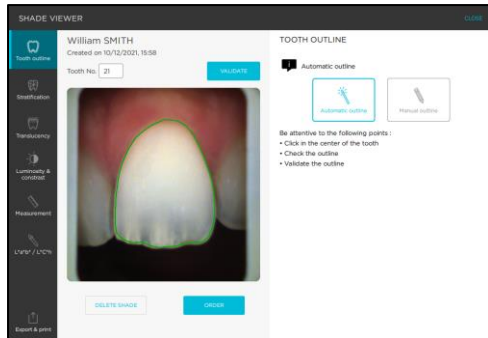 SHADE VIEWER
CLOSE
Tooth outline
Stratification
Translucency
Luminosity &
constrast
Measurement
L*a*b* / L*C*h
Export & print
William SMITH
Created on 10/12/2021, 15:58
Tooth No. 21
VALIDATE
DELETE SHADE
ORDER
TOOTH OUTLINE
Automatic outline
Automatic outline
Manual outline
Be attentive to the following points :
• Click in the center of the tooth
• Check the outline
• Validate the outline